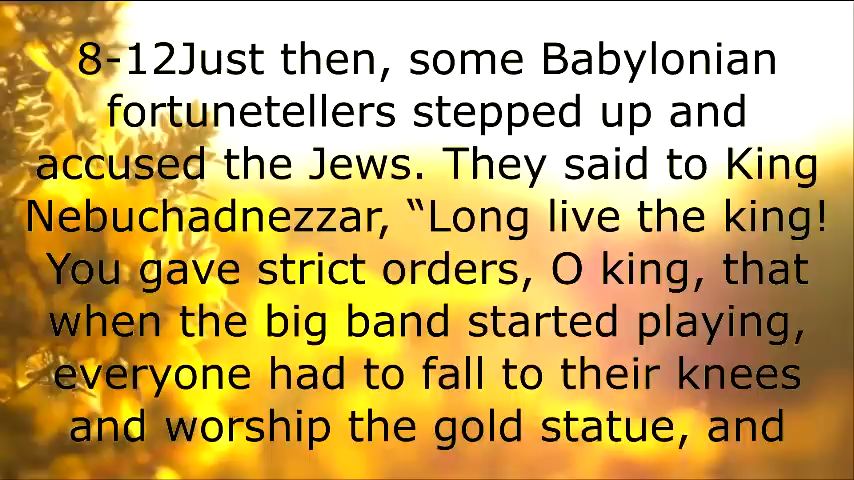 8-12Just then, some Babylonian
fortunetellers stepped up and
accused the Jews. They said to King
Nebuchadnezzar, “Long live the king!
You gave strict orders, O king, that
when the big band started playing,
everyone had to fall to their knees
and worship the gold statue, and